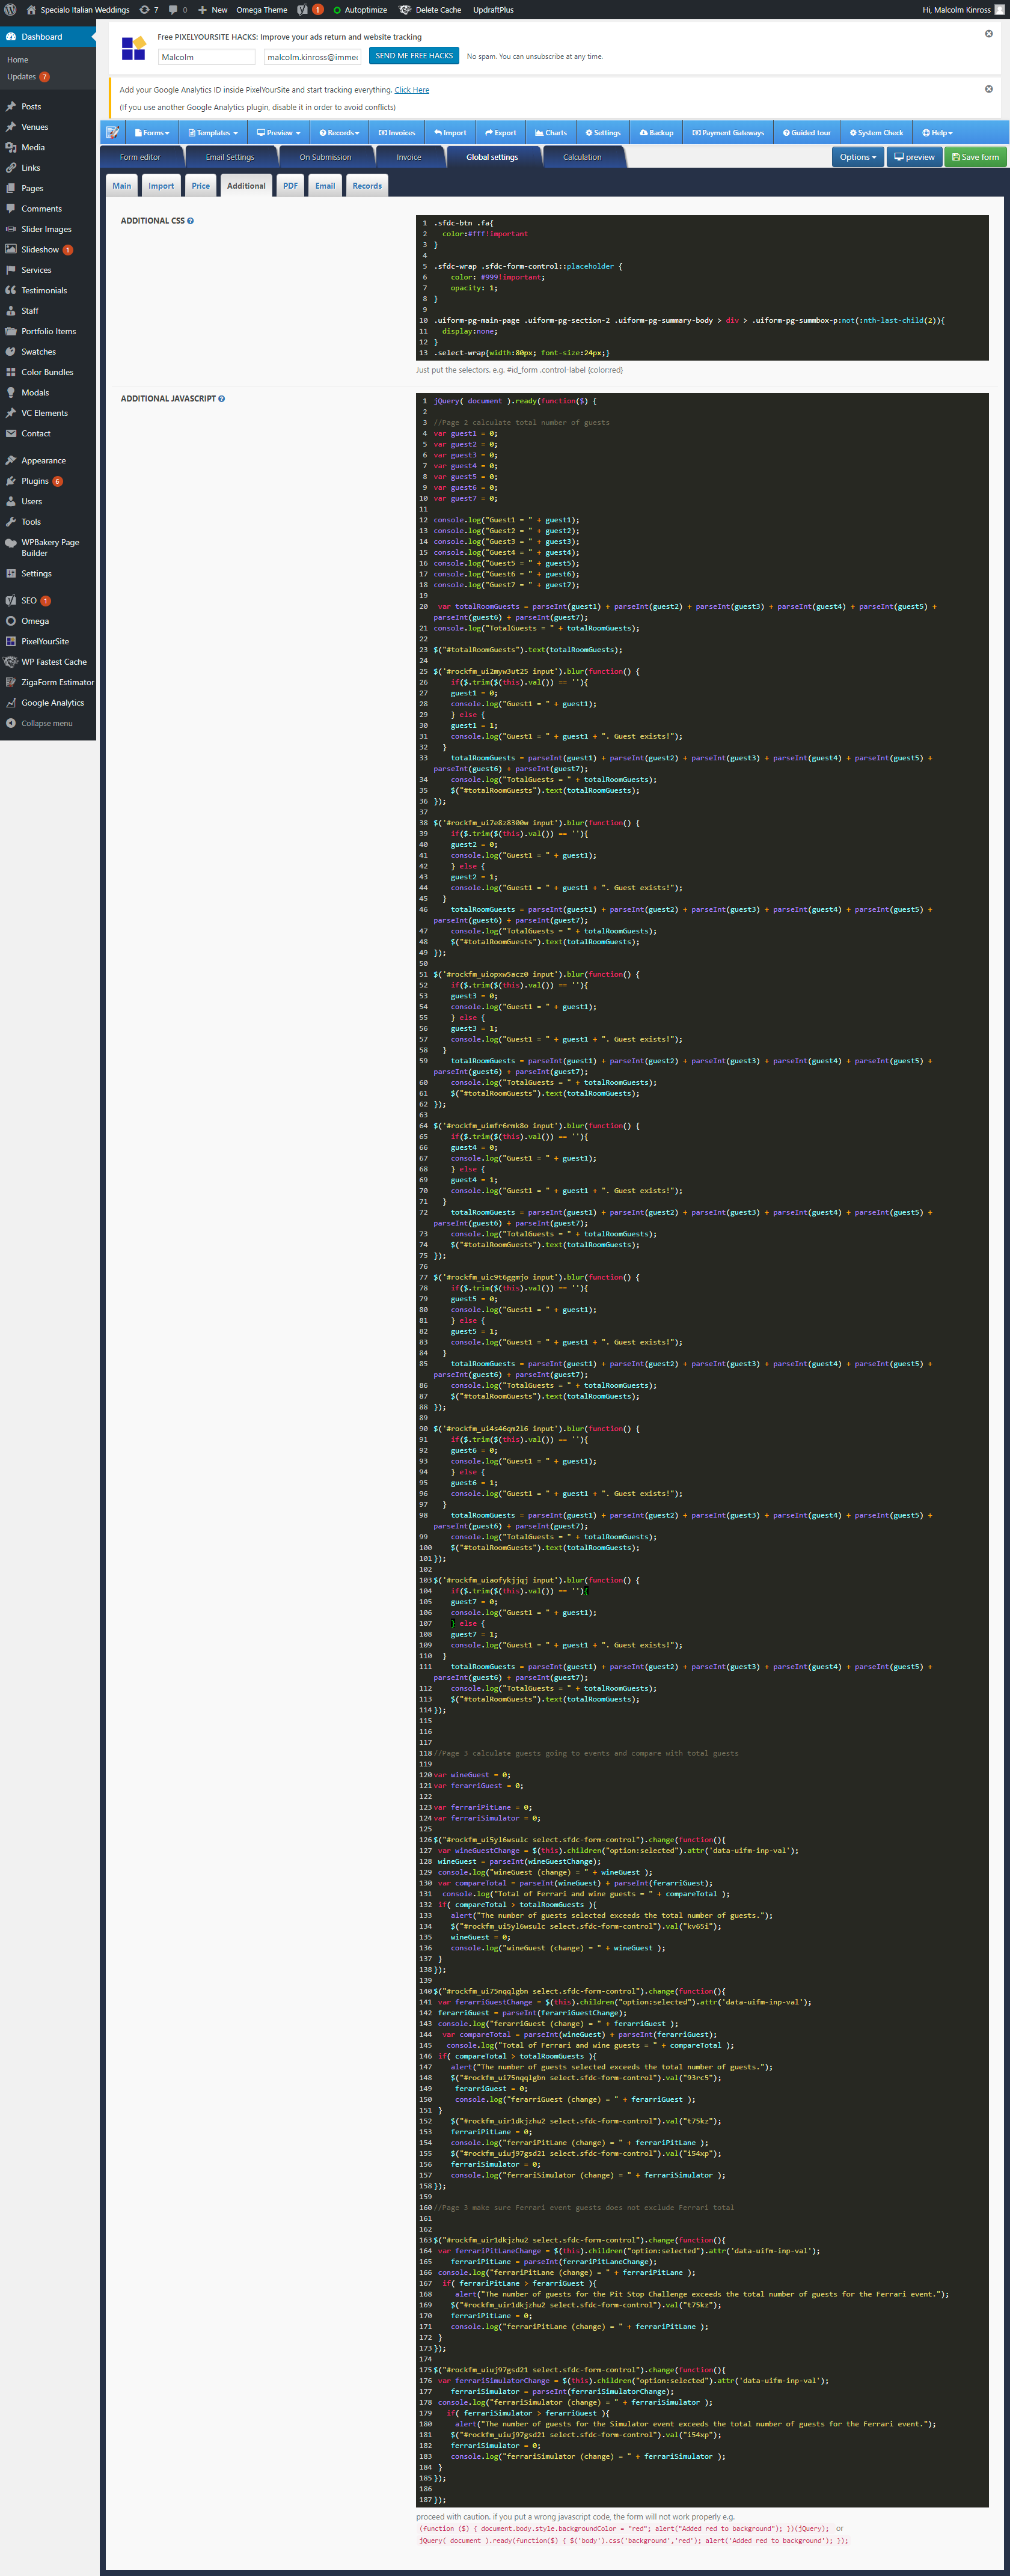 Specialo Italian Weddings 7 0 New Omega Theme 1 Autoptimize Delete Cache UpdraftPlus Hi, Malcolm Kinross
Dashboard
Home
Updates 7
Posts
Venues
Media
Links
Pages
Comments
Slider Images
Slideshow 1
Services
Testimonials
Staff
Portfolio Items
Swatches
Color Bundles
Modals
VC Elements
Contact
Appearance
Plugins 6
Users
Tools
WPBakery Page
Builder
Settings
SEO 1
Omega
PixelYourSite
WP Fastest Cache
ZigaForm Estimator
Google Analytics
Collapse menu
Free PIXELYOURSITE HACKS: Improve your ads return and website tracking
Malcolm malcolm.kinross@imme SEND ME FREE HACKS No spam. You can unsubscribe at any time.
Add your Google Analytics ID inside PixelYourSite and start tracking everything. Click Here
(If you use another Google Analytics plugin, disable it in order to avoid conflicts)
Forms Templates Preview Records Invoices Import Export Charts Settings Backup Payment Gateways Guided tour System Check Help
Form editor Email Settings On Submission Invoice Global settings Calculation Options preview Save form
Main Import Price Additional PDF Email Records
ADDITIONAL CSS
1 .sfdc-btn .fa{
2 color:#fff!important
3 }
4
5 .sfdc-wrap .sfdc-form-control::placeholder {
6 color: #999!important;
7 opacity: 1;
8 }
9
10 .uiform-pg-main-page .uiform-pg-section-2 .uiform-pg-summary-body > div > .uiform-pg-summbox-p:not(:nth-last-child(2)){
11 display:none;
12 }
13 .select-wrap{width:80px; font-size:24px;}
Just put the selectors. e.g. #id_form .control-label {color:red}
ADDITIONAL JAVASCRIPT
1 jQuery( document ).ready(function($) {
2
3 //Page 2 calculate total number of guests
4 var guest1 = 0;
5 var guest2 = 0;
6 var guest3 = 0;
7 var guest4 = 0;
8 var guest5 = 0;
9 var guest6 = 0;
10 var guest7 = 0;
11
12 console.log("Guest1 = " + guest1);
13 console.log("Guest2 = " + guest2);
14 console.log("Guest3 = " + guest3);
15 console.log("Guest4 = " + guest4);
16 console.log("Guest5 = " + guest5);
17 console.log("Guest6 = " + guest6);
18 console.log("Guest7 = " + guest7);
19
20 var totalRoomGuests = parseInt(guest1) + parseInt(guest2) + parseInt(guest3) + parseInt(guest4) + parseInt(guest5) +
parseInt(guest6) + parseInt(guest7);
21 console.log("TotalGuests = " + totalRoomGuests);
22
23 $("#totalRoomGuests").text(totalRoomGuests);
24
25 $('#rockfm_ui2myw3ut25 input').blur(function() {
26 if($.trim($(this).val()) == ''){
27 guest1 = 0;
28 console.log("Guest1 = " + guest1);
29 } else {
30 guest1 = 1;
31 console.log("Guest1 = " + guest1 + ". Guest exists!");
32 }
33 totalRoomGuests = parseInt(guest1) + parseInt(guest2) + parseInt(guest3) + parseInt(guest4) + parseInt(guest5) +
parseInt(guest6) + parseInt(guest7);
34 console.log("TotalGuests = " + totalRoomGuests);
35 $("#totalRoomGuests").text(totalRoomGuests);
36 });
37
38 $('#rockfm_ui7e8z8300w input').blur(function() {
39 if($.trim($(this).val()) == ''){
40 guest2 = 0;
41 console.log("Guest1 = " + guest1);
42 } else {
43 guest2 = 1;
44 console.log("Guest1 = " + guest1 + ". Guest exists!");
45 }
46 totalRoomGuests = parseInt(guest1) + parseInt(guest2) + parseInt(guest3) + parseInt(guest4) + parseInt(guest5) +
parseInt(guest6) + parseInt(guest7);
47 console.log("TotalGuests = " + totalRoomGuests);
48 $("#totalRoomGuests").text(totalRoomGuests);
49 });
50
51 $('#rockfm_uiopxw5acz0 input').blur(function() {
52 if($.trim($(this).val()) == ''){
53 guest3 = 0;
54 console.log("Guest1 = " + guest1);
55 } else {
56 guest3 = 1;
57 console.log("Guest1 = " + guest1 + ". Guest exists!");
58 }
59 totalRoomGuests = parseInt(guest1) + parseInt(guest2) + parseInt(guest3) + parseInt(guest4) + parseInt(guest5) +
parseInt(guest6) + parseInt(guest7);
60 console.log("TotalGuests = " + totalRoomGuests);
61 $("#totalRoomGuests").text(totalRoomGuests);
62 });
63
64 $('#rockfm_uimfr6rmk8o input').blur(function() {
65 if($.trim($(this).val()) == ''){
66 guest4 = 0;
67 console.log("Guest1 = " + guest1);
68 } else {
69 guest4 = 1;
70 console.log("Guest1 = " + guest1 + ". Guest exists!");
71 }
72 totalRoomGuests = parseInt(guest1) + parseInt(guest2) + parseInt(guest3) + parseInt(guest4) + parseInt(guest5) +
parseInt(guest6) + parseInt(guest7);
73 console.log("TotalGuests = " + totalRoomGuests);
74 $("#totalRoomGuests").text(totalRoomGuests);
75 });
76
77 $('#rockfm_uic9t6ggmjo input').blur(function() {
78 if($.trim($(this).val()) == ''){
79 guest5 = 0;
80 console.log("Guest1 = " + guest1);
81 } else {
82 guest5 = 1;
83 console.log("Guest1 = " + guest1 + ". Guest exists!");
84 }
85 totalRoomGuests = parseInt(guest1) + parseInt(guest2) + parseInt(guest3) + parseInt(guest4) + parseInt(guest5) +
parseInt(guest6) + parseInt(guest7);
86 console.log("TotalGuests = " + totalRoomGuests);
87 $("#totalRoomGuests").text(totalRoomGuests);
88 });
89
90 $('#rockfm_ui4s46qm2l6 input').blur(function() {
91 if($.trim($(this).val()) == ''){
92 guest6 = 0;
93 console.log("Guest1 = " + guest1);
94 } else {
95 guest6 = 1;
96 console.log("Guest1 = " + guest1 + ". Guest exists!");
97 }
98 totalRoomGuests = parseInt(guest1) + parseInt(guest2) + parseInt(guest3) + parseInt(guest4) + parseInt(guest5) +
parseInt(guest6) + parseInt(guest7);
99 console.log("TotalGuests = " + totalRoomGuests);
100 $("#totalRoomGuests").text(totalRoomGuests);
101 });
102
103 $('#rockfm_uiaofykjjqj input').blur(function() {
104 if($.trim($(this).val()) == ''){
105 guest7 = 0;
106 console.log("Guest1 = " + guest1);
107 } else {
108 guest7 = 1;
109 console.log("Guest1 = " + guest1 + ". Guest exists!");
110 }
111 totalRoomGuests = parseInt(guest1) + parseInt(guest2) + parseInt(guest3) + parseInt(guest4) + parseInt(guest5) +
parseInt(guest6) + parseInt(guest7);
112 console.log("TotalGuests = " + totalRoomGuests);
113 $("#totalRoomGuests").text(totalRoomGuests);
114 });
115
116
117
118 //Page 3 calculate guests going to events and compare with total guests
119
120 var wineGuest = 0;
121 var ferarriGuest = 0;
122
123 var ferrariPitLane = 0;
124 var ferrariSimulator = 0;
125
126 $("#rockfm_ui5yl6wsulc select.sfdc-form-control").change(function(){
127 var wineGuestChange = $(this).children("option:selected").attr('data-uifm-inp-val');
128 wineGuest = parseInt(wineGuestChange);
129 console.log("wineGuest (change) = " + wineGuest );
130 var compareTotal = parseInt(wineGuest) + parseInt(ferarriGuest);
131 console.log("Total of Ferrari and wine guests = " + compareTotal );
132 if( compareTotal > totalRoomGuests ){
133 alert("The number of guests selected exceeds the total number of guests.");
134 $("#rockfm_ui5yl6wsulc select.sfdc-form-control").val("kv65i");
135 wineGuest = 0;
136 console.log("wineGuest (change) = " + wineGuest );
137 }
138 });
139
140 $("#rockfm_ui75nqqlgbn select.sfdc-form-control").change(function(){
141 var ferarriGuestChange = $(this).children("option:selected").attr('data-uifm-inp-val');
142 ferarriGuest = parseInt(ferarriGuestChange);
143 console.log("ferarriGuest (change) = " + ferarriGuest );
144 var compareTotal = parseInt(wineGuest) + parseInt(ferarriGuest);
145 console.log("Total of Ferrari and wine guests = " + compareTotal );
146 if( compareTotal > totalRoomGuests ){
147 alert("The number of guests selected exceeds the total number of guests.");
148 $("#rockfm_ui75nqqlgbn select.sfdc-form-control").val("93rc5");
149 ferarriGuest = 0;
150 console.log("ferarriGuest (change) = " + ferarriGuest );
151 }
152 $("#rockfm_uir1dkjzhu2 select.sfdc-form-control").val("t75kz");
153 ferrariPitLane = 0;
154 console.log("ferrariPitLane (change) = " + ferrariPitLane );
155 $("#rockfm_uiuj97gsd21 select.sfdc-form-control").val("i54xp");
156 ferrariSimulator = 0;
157 console.log("ferrariSimulator (change) = " + ferrariSimulator );
158 });
159
160 //Page 3 make sure Ferrari event guests does not exclude Ferrari total
161
162
163 $("#rockfm_uir1dkjzhu2 select.sfdc-form-control").change(function(){
164 var ferrariPitLaneChange = $(this).children("option:selected").attr('data-uifm-inp-val');
165 ferrariPitLane = parseInt(ferrariPitLaneChange);
166 console.log("ferrariPitLane (change) = " + ferrariPitLane );
167 if( ferrariPitLane > ferarriGuest ){
168 alert("The number of guests for the Pit Stop Challenge exceeds the total number of guests for the Ferrari event.");
169 $("#rockfm_uir1dkjzhu2 select.sfdc-form-control").val("t75kz");
170 ferrariPitLane = 0;
171 console.log("ferrariPitLane (change) = " + ferrariPitLane );
172 }
173 });
174
175 $("#rockfm_uiuj97gsd21 select.sfdc-form-control").change(function(){
176 var ferrariSimulatorChange = $(this).children("option:selected").attr('data-uifm-inp-val');
177 ferrariSimulator = parseInt(ferrariSimulatorChange);
178 console.log("ferrariSimulator (change) = " + ferrariSimulator );
179 if( ferrariSimulator > ferarriGuest ){
180 alert("The number of guests for the Simulator event exceeds the total number of guests for the Ferrari event.");
181 $("#rockfm_uiuj97gsd21 select.sfdc-form-control").val("i54xp");
182 ferrariSimulator = 0;
183 console.log("ferrariSimulator (change) = " + ferrariSimulator );
184 }
185 });
186
187 });
proceed with caution. if you put a wrong javascript code, the form will not work properly e.g.
(function ($) { document.body.style.backgroundColor = "red"; alert("Added red to background"); })(jQuery); or
jQuery( document ).ready(function($) { $('body').css('background','red'); alert('Added red to background'); });